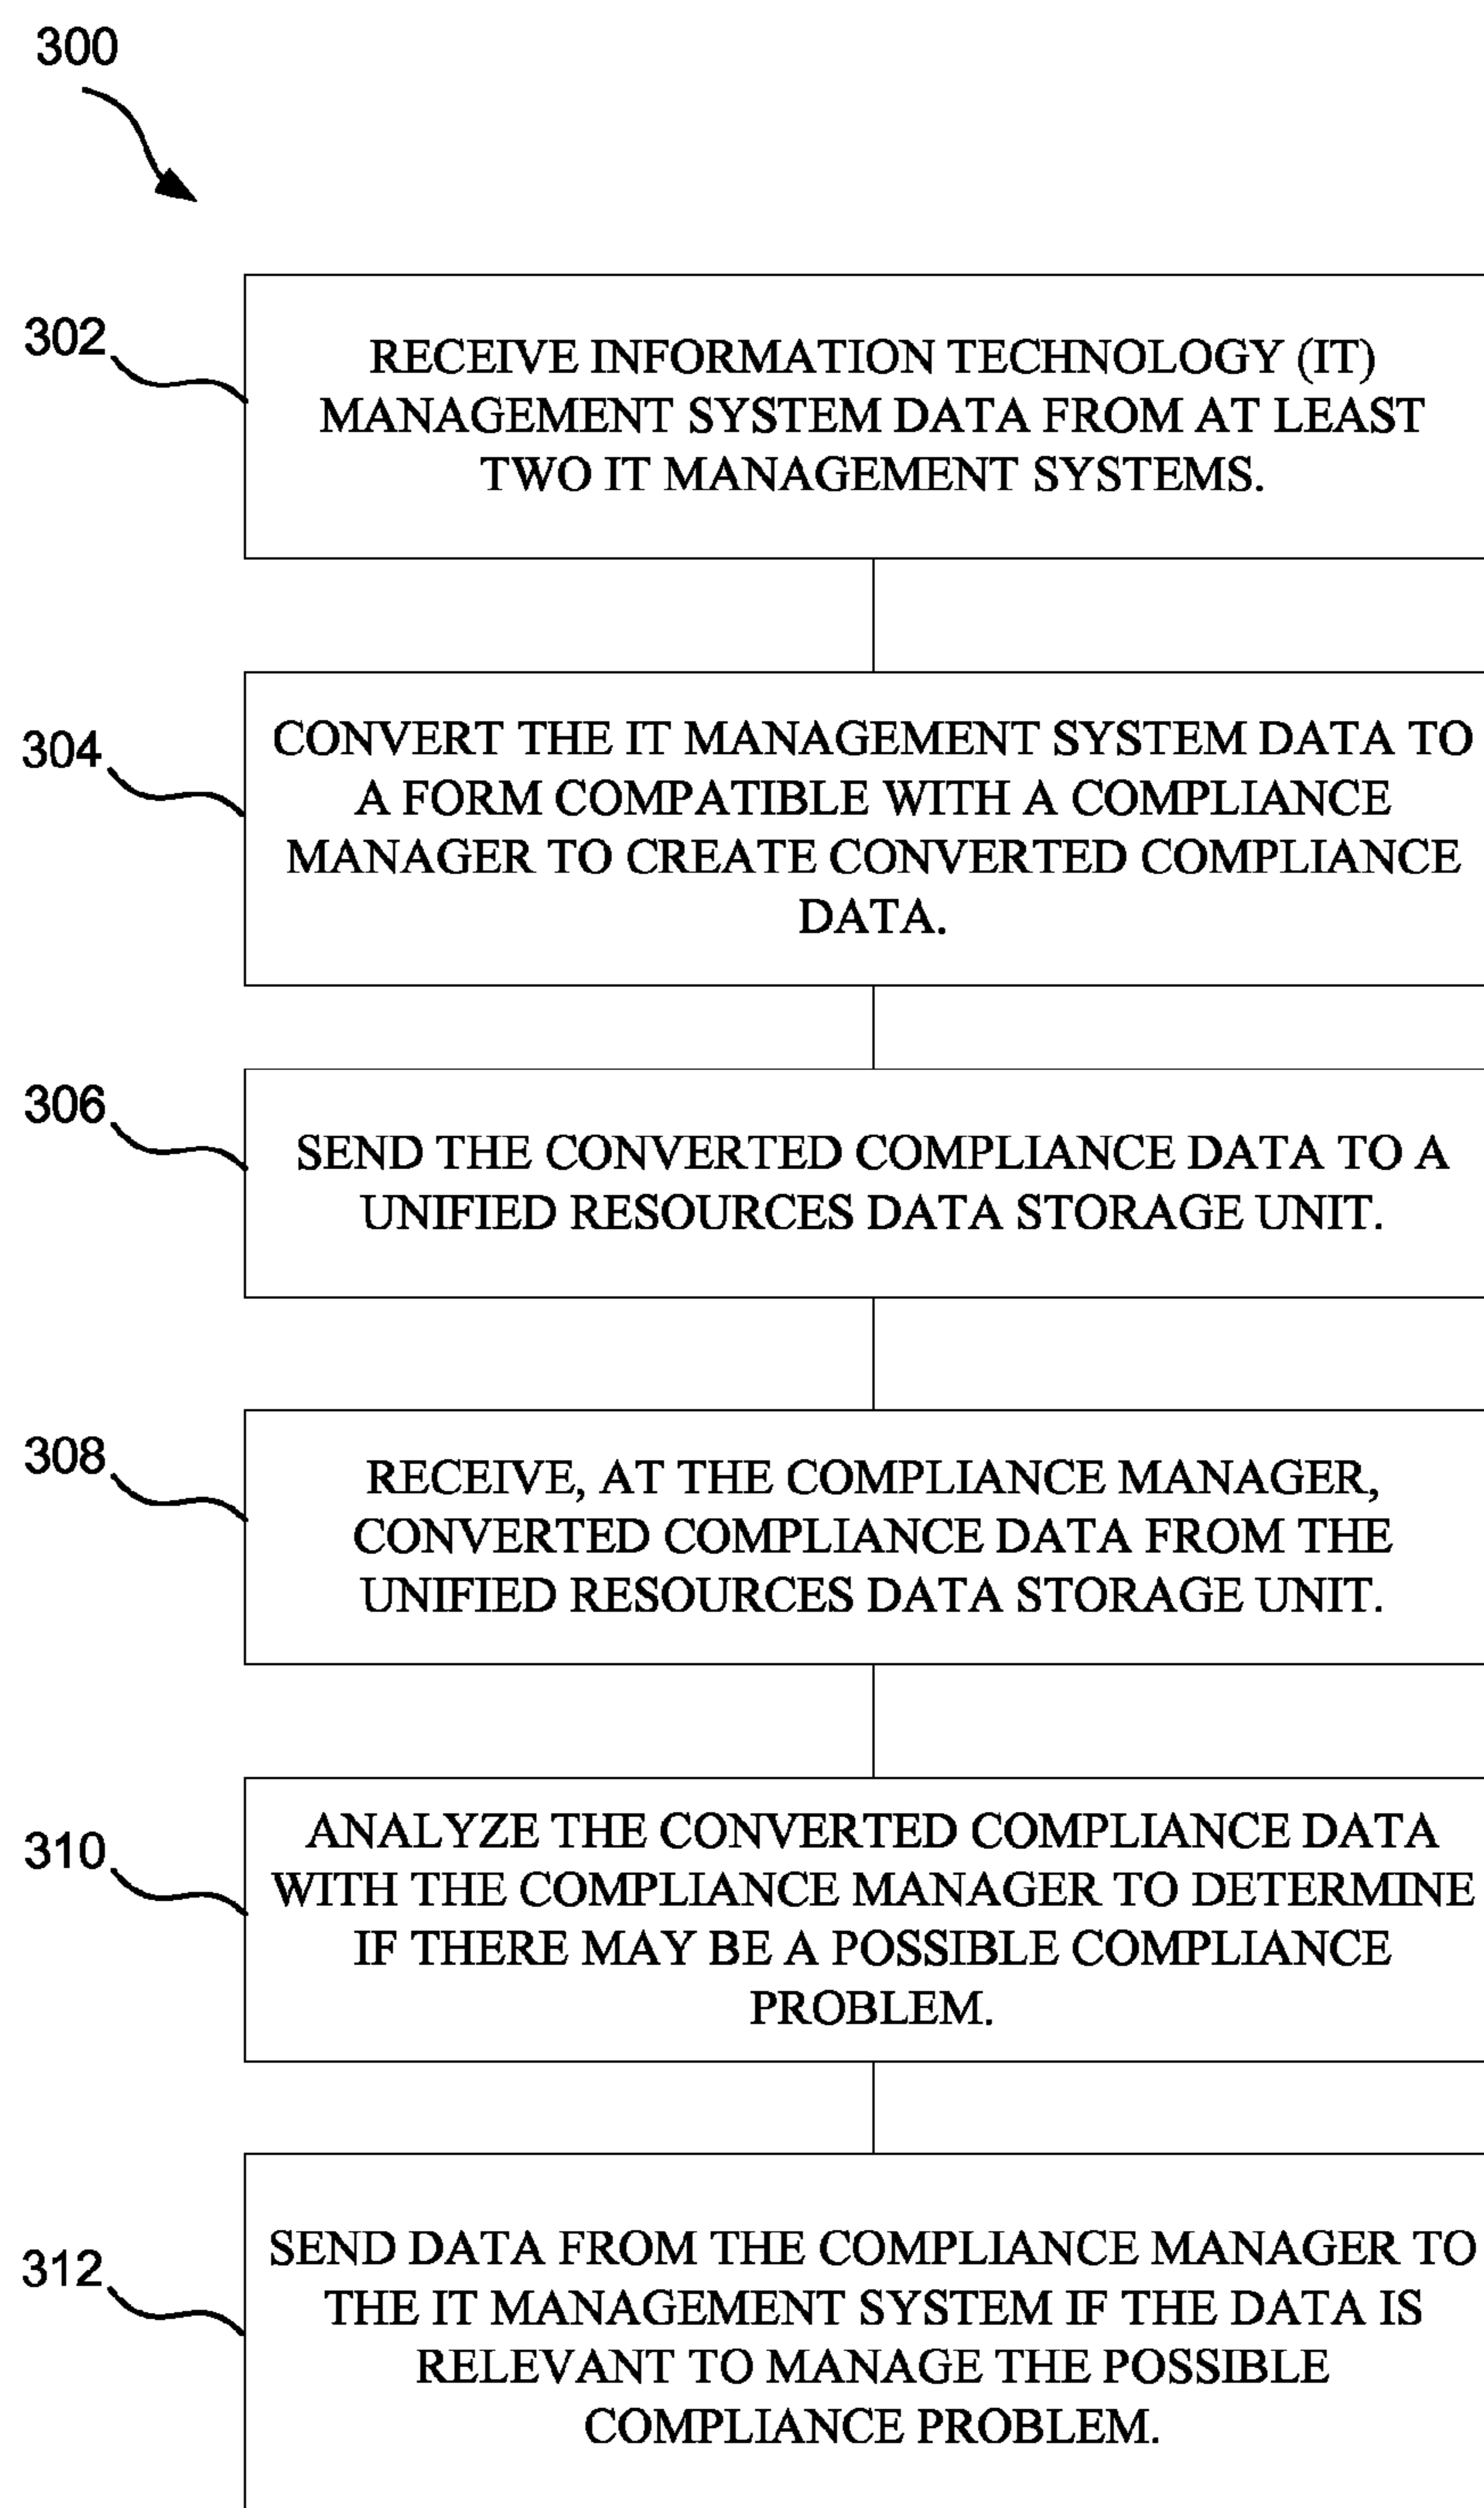 300
302
RECEIVE INFORMATION TECHNOLOGY (IT)
MANAGEMENT SYSTEM DATA FROM AT LEAST
TWO IT MANAGEMENT SYSTEMS.
304
CONVERT THE IT MANAGEMENT SYSTEM DATA TO
A FORM COMPATIBLE WITH A COMPLIANCE
MANAGER TO CREATE CONVERTED COMPLIANCE
DATA.
306
SEND THE CONVERTED COMPLIANCE DATA TO A
UNIFIED RESOURCES DATA STORAGE UNIT.
308
RECEIVE, AT THE COMPLIANCE MANAGER,
CONVERTED COMPLIANCE DATA FROM THE
UNIFIED RESOURCES DATA STORAGE UNIT.
310
ANALYZE THE CONVERTED COMPLIANCE DATA
WITH THE COMPLIANCE MANAGER TO DETERMINE
IF THERE MAY BE A POSSIBLE COMPLIANCE
PROBLEM.
312
SEND DATA FROM THE COMPLIANCE MANAGER TO
THE IT MANAGEMENT SYSTEM IF THE DATA IS
RELEVANT TO MANAGE THE POSSIBLE
COMPLIANCE PROBLEM.